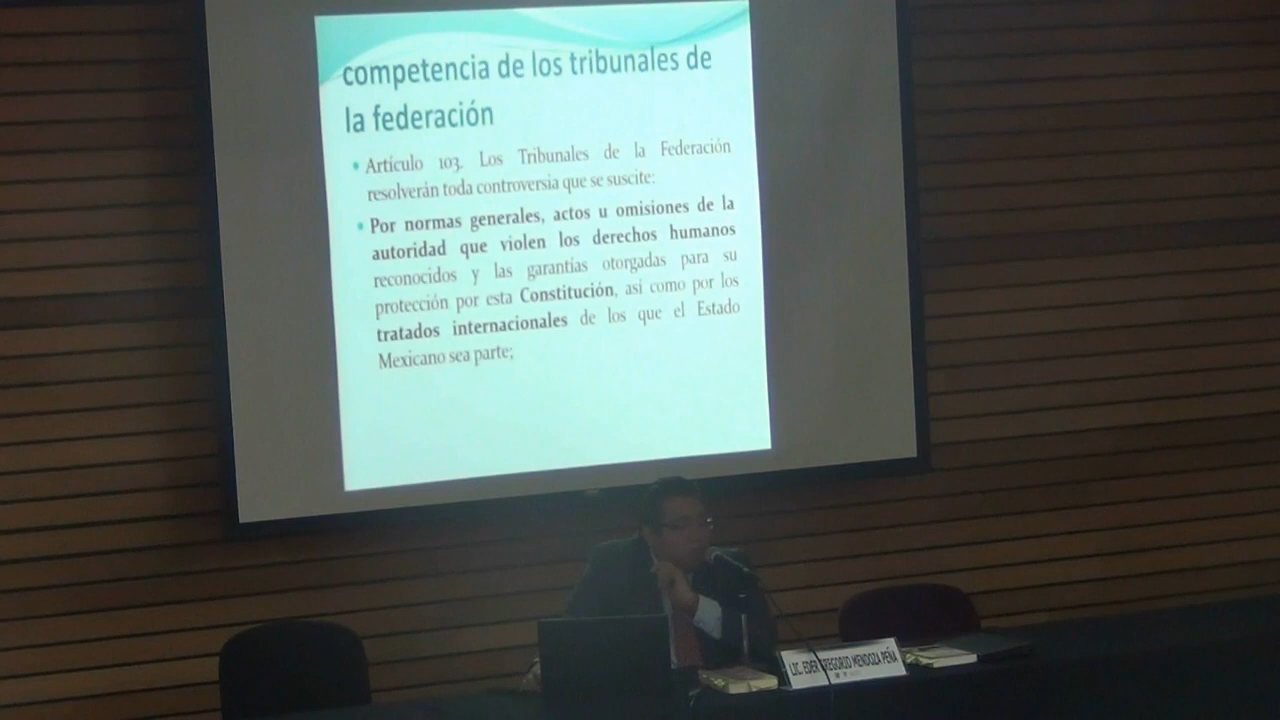 competencia de los tribunales de
la federación
• Artículo 103. Los Tribunales de la Federación
resolverán toda controversia que se suscite:
• Por normas generales, actos u omisiones de la
autoridad que violen los derechos humanos
reconocidos y las garantías otorgadas para su
protección por esta Constitución, así como por los
tratados internacionales de los que el Estado
Mexicano sea parte;
LIC. EDER GREGORIO MENDOZA PEÑA